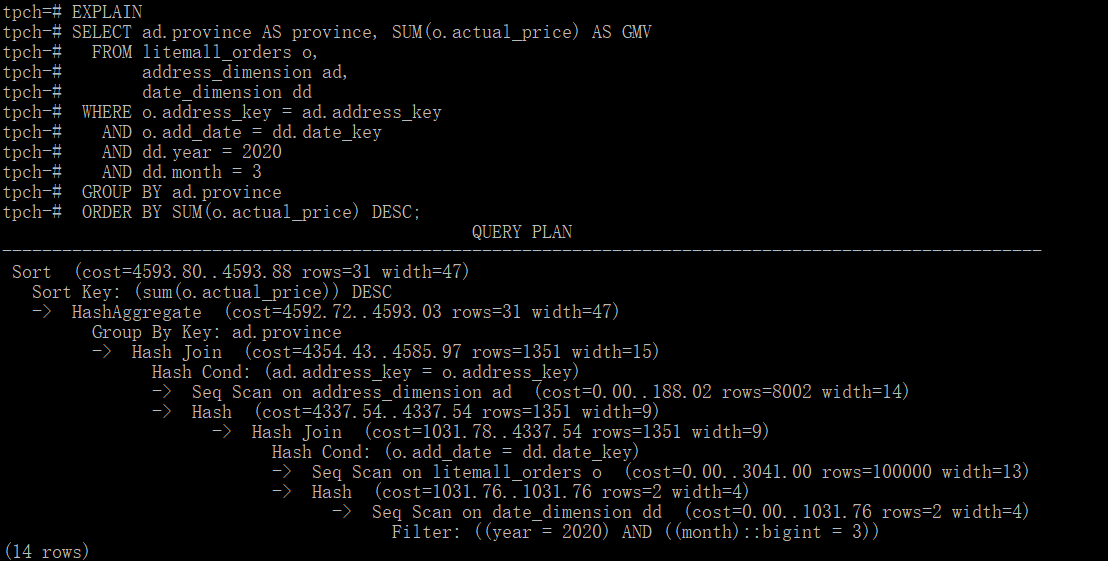 tpch=# EXPLAIN
tpch-# SELECT ad.province AS province, SUM(o.actual_price) AS GMV
tpch-#   FROM litemall_orders o,
tpch-#        address_dimension ad,
tpch-#        date_dimension dd
tpch-#  WHERE o.address_key = ad.address_key
tpch-#    AND o.add_date = dd.date_key
tpch-#    AND dd.year = 2020
tpch-#    AND dd.month = 3
tpch-#  GROUP BY ad.province
tpch-#  ORDER BY SUM(o.actual_price) DESC;
                                               QUERY PLAN
--------------------------------------------------------------------------------------------------------
 Sort  (cost=4593.80..4593.88 rows=31 width=47)
   Sort Key: (sum(o.actual_price)) DESC
   ->  HashAggregate  (cost=4592.72..4593.03 rows=31 width=47)
         Group By Key: ad.province
         ->  Hash Join  (cost=4354.43..4585.97 rows=1351 width=15)
               Hash Cond: (ad.address_key = o.address_key)
               ->  Seq Scan on address_dimension ad  (cost=0.00..188.02 rows=8002 width=14)
               ->  Hash  (cost=4337.54..4337.54 rows=1351 width=9)
                     ->  Hash Join  (cost=1031.78..4337.54 rows=1351 width=9)
                           Hash Cond: (o.add_date = dd.date_key)
                           ->  Seq Scan on litemall_orders o  (cost=0.00..3041.00 rows=100000 width=13)
                           ->  Hash  (cost=1031.76..1031.76 rows=2 width=4)
                                 ->  Seq Scan on date_dimension dd  (cost=0.00..1031.76 rows=2 width=4)
                                       Filter: ((year = 2020) AND ((month)::bigint = 3))
(14 rows)